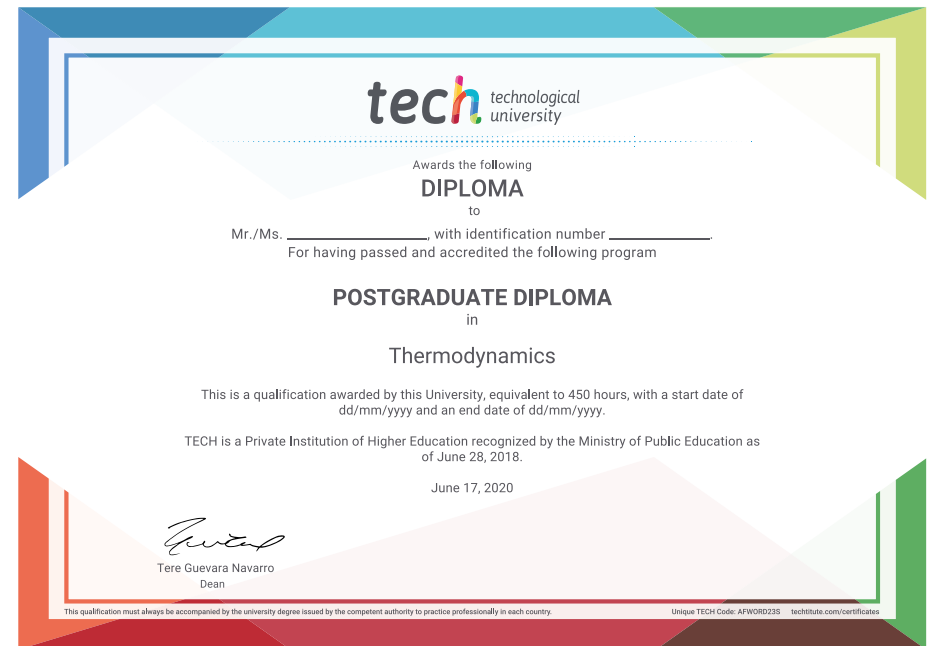 tech technological
university
Awards the following
DIPLOMA
to
Mr./Ms. ____________, with identification number ____________.
For having passed and accredited the following program
POSTGRADUATE DIPLOMA
in
Thermodynamics
This is a qualification awarded by this University, equivalent to 450 hours, with a start date of
dd/mm/yyyy and an end date of dd/mm/yyyy.
TECH is a Private Institution of Higher Education recognized by the Ministry of Public Education as
of June 28, 2018.
June 17, 2020
Tere Guevara Navarro
Dean
This qualification must always be accompanied by the university degree issued by the competent authority to practice professionally in each country.
Unique TECH Code: AFWORD23S techtitute.com/certificates